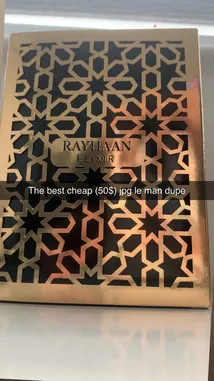 RAYHAAN
ELIXIR
The best cheap (50$) jpg le man dupe